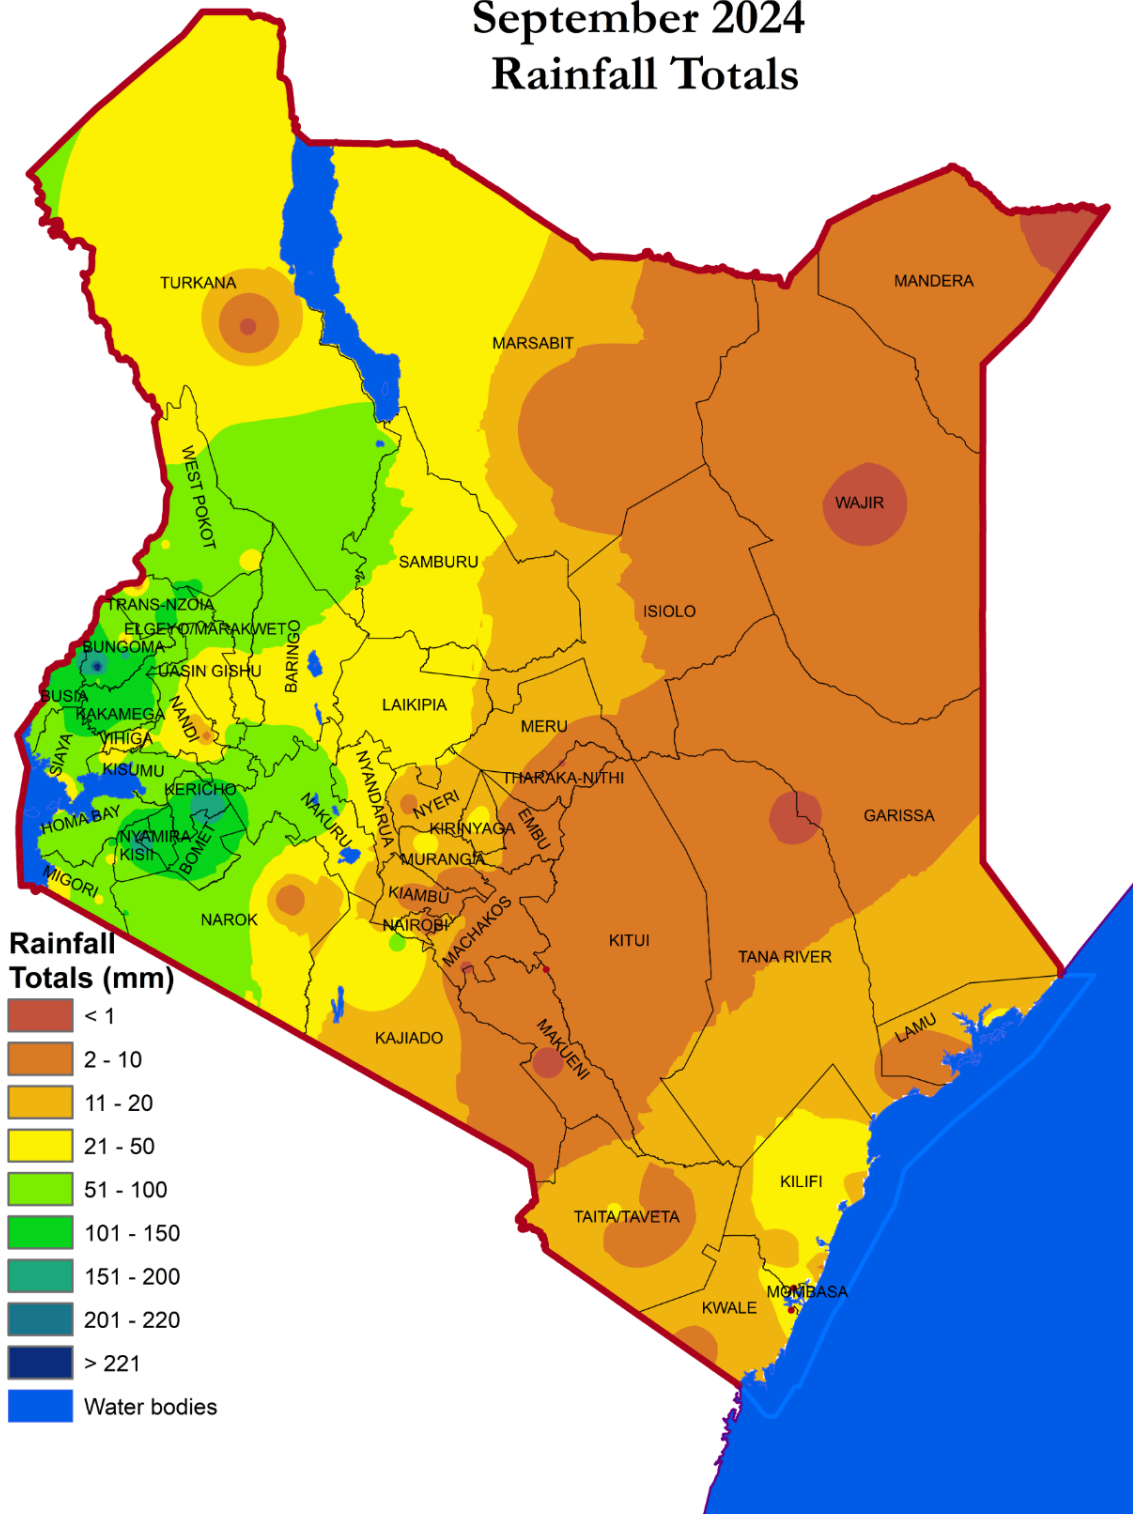 September 2024
Rainfall Totals
MANDERA
TURKANA
MARSABIT
WAJIR
WEST POKOT
SAMBURU
TRANS-NZOIA
ISIOLO
ELGEYO/MARAKWET
BUNGOMA
BARINGO
UASIN GISHU
BUSIA
LAIKIPIA
KAKAMEGA
NANDI
MERU
VIHIGA
SIAYA
KISUMU
THARAKA-NITHI
KERICHO
NYANDARUA
NYERI
HOMA BAY
NAKURU
GARISSA
NYAMIRA
KIRINYAGA
EMBU
KISII
BOMET
MURANGA
MIGORI
KIAMBU
NAROK
NAIROBI
MACHAKOS
KITUI
TANA RIVER
LAMU
KAJIADO
MAKUENI
KILIFI
TAITA/TAVETA
MOMBASA
KWALE
Rainfall
Totals (mm)
< 1
2 - 10
11 - 20
21 - 50
51 - 100
101 - 150
151 - 200
201 - 220
> 221
Water bodies